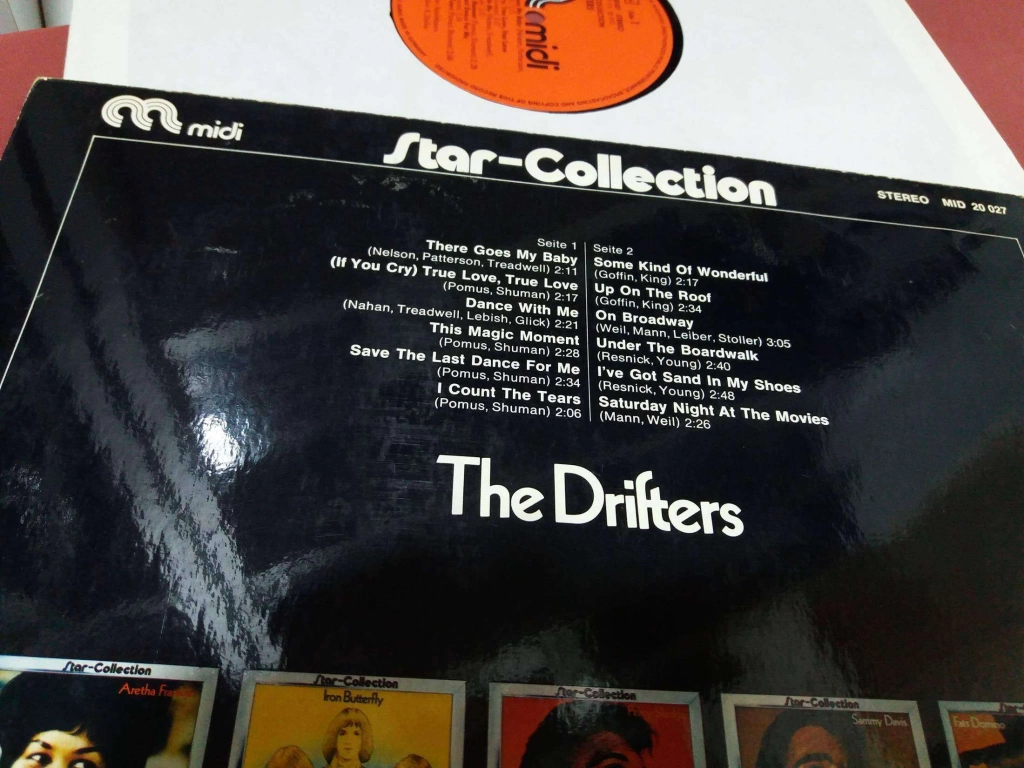 midi
midi
Star-Collection
STEREO MID 20 027
Seite 1
There Goes My Baby
(Nelson, Patterson, Treadwell) 2:11
(If You Cry) True Love, True Love
(Pomus, Shuman) 2:17
Dance With Me
(Nahan, Treadwell, Lebish, Glick) 2:21
This Magic Moment
(Pomus, Shuman) 2:28
Save The Last Dance For Me
(Pomus, Shuman) 2:34
I Count The Tears
(Pomus, Shuman) 2:06
Seite 2
Some Kind Of Wonderful
(Goffin, King) 2:17
Up On The Roof
(Goffin, King) 2:34
On Broadway
(Weil, Mann, Leiber, Stoller) 3:05
Under The Boardwalk
(Resnick, Young) 2:40
I've Got Sand In My Shoes
(Resnick, Young) 2:48
Saturday Night At The Movies
(Mann, Weil) 2:26
The Drifters
Star-Collection
Aretha
Star-Collection
Iron Butterfly
Star-Collection
Star-Collection
Sammy Davis
Fats Domino